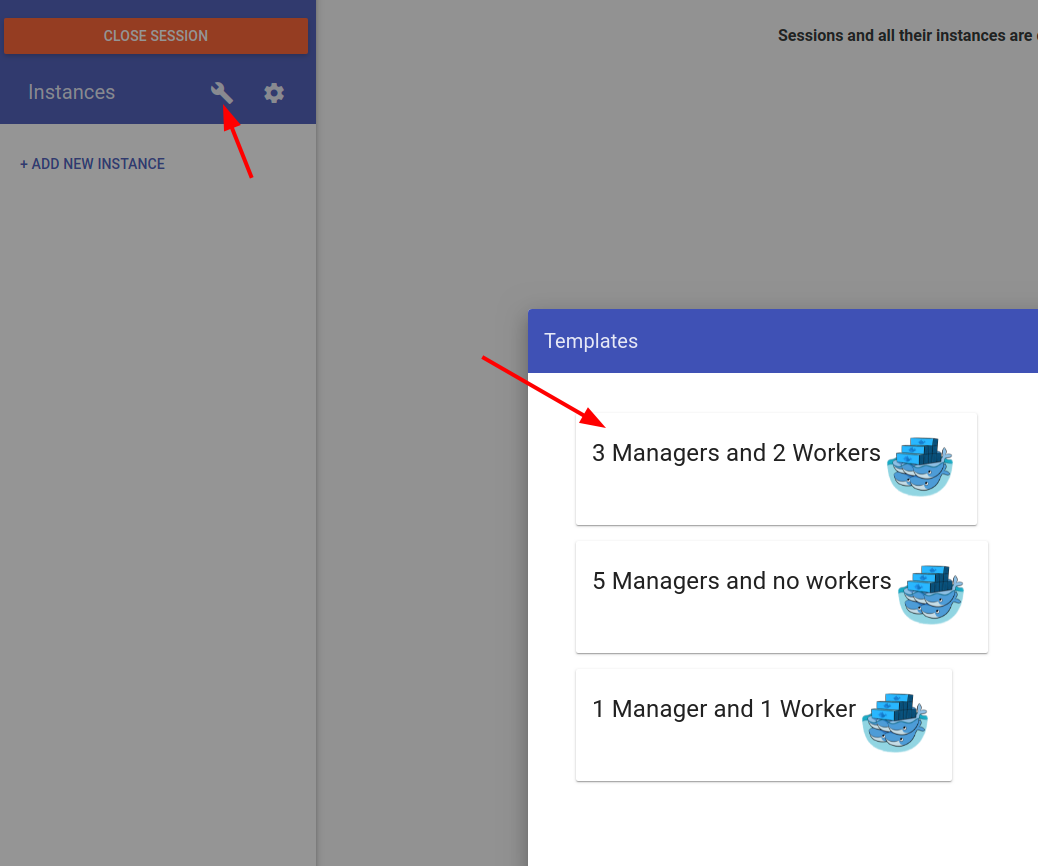 CLOSE SESSION
Sessions and all their instances are
Instances
+ ADD NEW INSTANCE
Templates
3 Managers and 2 Workers
5 Managers and no workers
1 Manager and 1 Worker